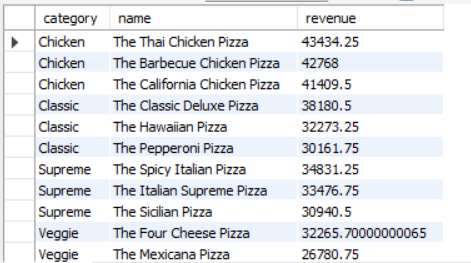 category name revenue
Chicken The Thai Chicken Pizza 43434.25
Chicken The Barbecue Chicken Pizza 42768
Chicken The California Chicken Pizza 41409.5
Classic The Classic Deluxe Pizza 38180.5
Classic The Hawaiian Pizza 32273.25
Classic The Pepperoni Pizza 30161.75
Supreme The Spicy Italian Pizza 34831.25
Supreme The Italian Supreme Pizza 33476.75
Supreme The Sicilian Pizza 30940.5
Veggie The Four Cheese Pizza 32265.70000000065
Veggie The Mexicana Pizza 26780.75